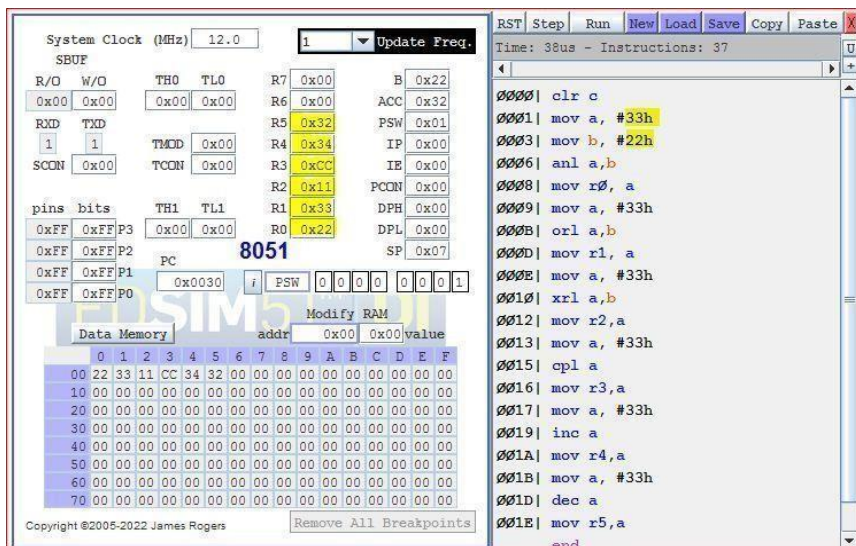 System Clock (MHz) 12.0 1 Update Freq.
SBUF
R/O W/O TH0 TL0 R7 0x00 B 0x22
0x00 0x00 0x00 0x00 R6 0x00 ACC 0x32
RXD TXD R5 0x32 PSW 0x01
1 1 TMOD 0x00 R4 0x34 IP 0x00
SCON 0x00 TCON 0x00 R3 0xCC IE 0x00
R2 0x11 PCON 0x00
pins bits TH1 TL1 R1 0x33 DPH 0x00
0xFF 0xFF P3 0x00 0x00 R0 0x22 DPL 0x00
0xFF 0xFF P2 PC 8051 SP 0x07
0xFF 0xFF P1 0x0030 i PSW 0 0 0 0 0 0 0 1
0xFF 0xFF P0
Modify RAM
Data Memory addr 0x00 0x00 value
0 1 2 3 4 5 6 7 8 9 A B C D E F
00 22 33 11 CC 34 32 00 00 00 00 00 00 00 00 00 00
10 00 00 00 00 00 00 00 00 00 00 00 00 00 00 00 00
20 00 00 00 00 00 00 00 00 00 00 00 00 00 00 00 00
30 00 00 00 00 00 00 00 00 00 00 00 00 00 00 00 00
40 00 00 00 00 00 00 00 00 00 00 00 00 00 00 00 00
50 00 00 00 00 00 00 00 00 00 00 00 00 00 00 00 00
60 00 00 00 00 00 00 00 00 00 00 00 00 00 00 00 00
70 00 00 00 00 00 00 00 00 00 00 00 00 00 00 00 00
Copyright ©2005-2022 James Rogers Remove All Breakpoints
RST Step Run New Load Save Copy Paste X
Time: 38us - Instructions: 37 U
+
0000| clr c
0001| mov a, #33h
0003| mov b, #22h
0006| anl a,b
0008| mov r0, a
0009| mov a, #33h
000B| orl a,b
000D| mov r1, a
000E| mov a, #33h
0010| xrl a,b
0012| mov r2,a
0013| mov a, #33h
0015| cpl a
0016| mov r3,a
0017| mov a, #33h
0019| inc a
001A| mov r4,a
001B| mov a, #33h
001D| dec a
001E| mov r5,a
end